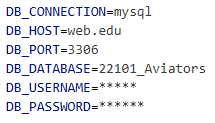 DB_CONNECTION=mysql
DB_HOST=web.edu
DB_PORT=3306
DB_DATABASE=22101_Aviators
DB_USERNAME=*****
DB_PASSWORD=******